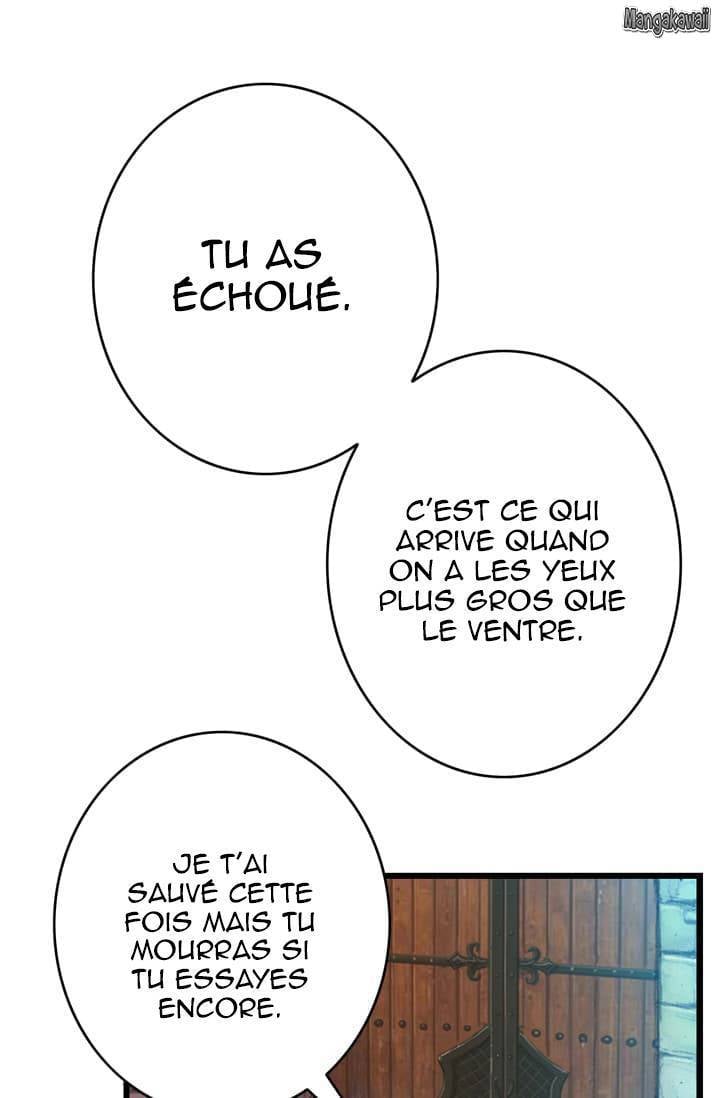 Mangakawaii
TU AS
ÉCHOUÉ.
C'EST CE QUI
ARRIVE QUAND
ON A LES YEUX
PLUS GROS QUE
LE VENTRE.
JE T'AI
SAUVÉ CETTE
FOIS MAIS TU
MOURRAS SI
TU ESSAYES
ENCORE.